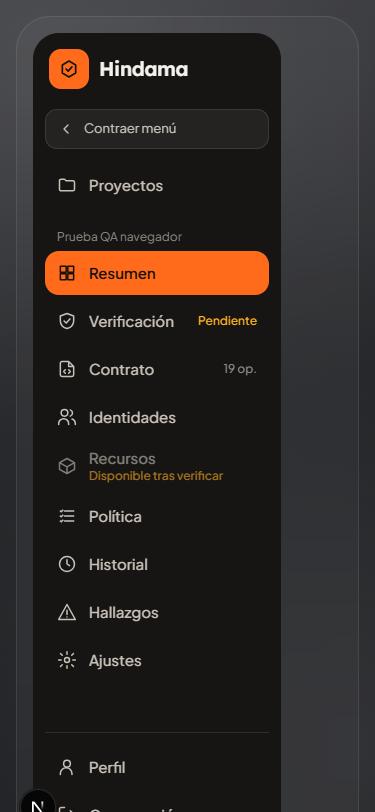 Hindama
Contraer menú
Proyectos
Prueba QA navegador
Resumen
Verificación Pendiente
Contrato 19 op.
Identidades
Recursos
Disponible tras verificar
Política
Historial
Hallazgos
Ajustes
Perfil
N